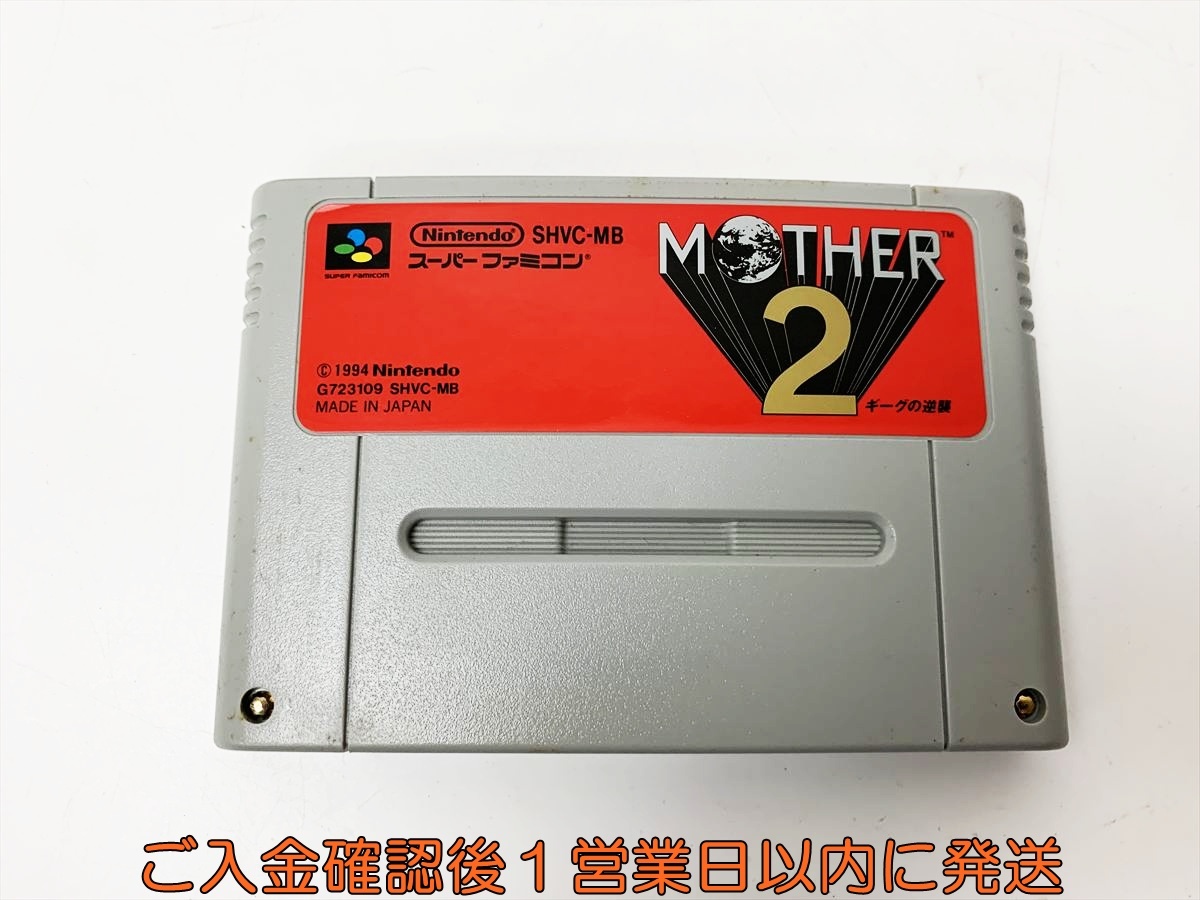 SUPER FAMICOM
Nintendo® SHVC-MB
スーパーファミコン®
©1994 Nintendo
G723109 SHVC-MB
MADE IN JAPAN
MOTHER™
2
ギーグの逆襲
ご入金確認後1営業日以内に発送